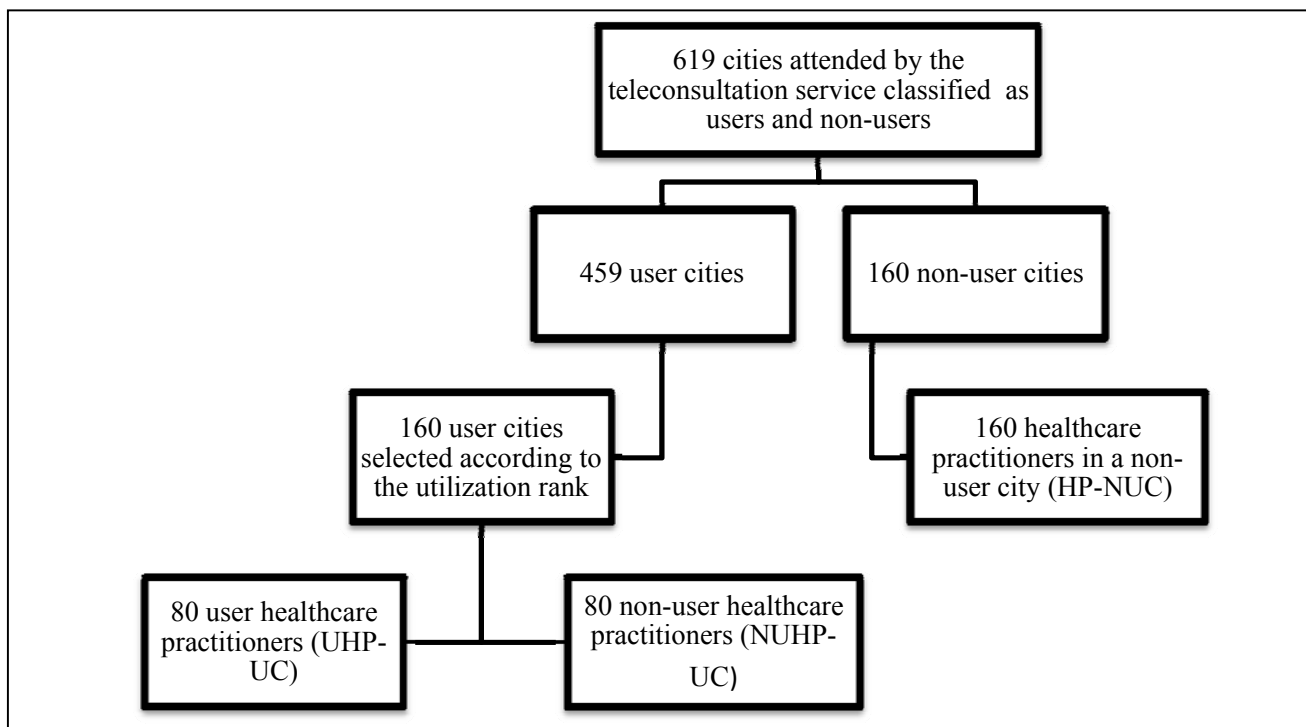 619 cities attended by the
teleconsultation service classified as
users and non-users
459 user cities
160 non-user cities
160 user cities
selected according to
the utilization rank
160 healthcare
practitioners in a non-
user city (HP-NUC)
80 user healthcare
practitioners (UHP-
UC)
80 non-user healthcare
practitioners (NUHP-
UC)